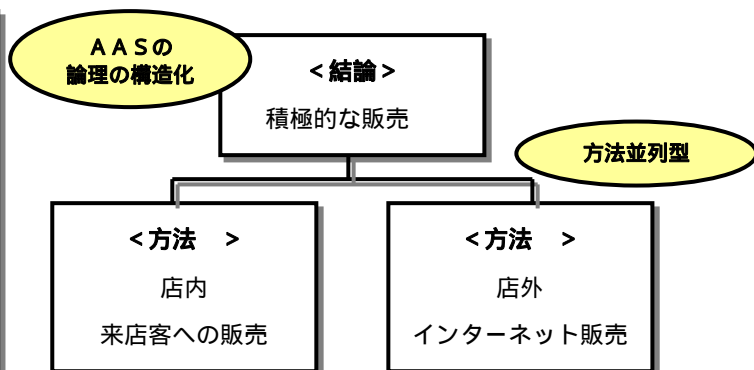 ＡＡＳの
論理の構造化
＜結論＞
積極的な販売
方法並列型
＜方法　＞
店内
来店客への販売
＜方法　＞
店外
インターネット販売